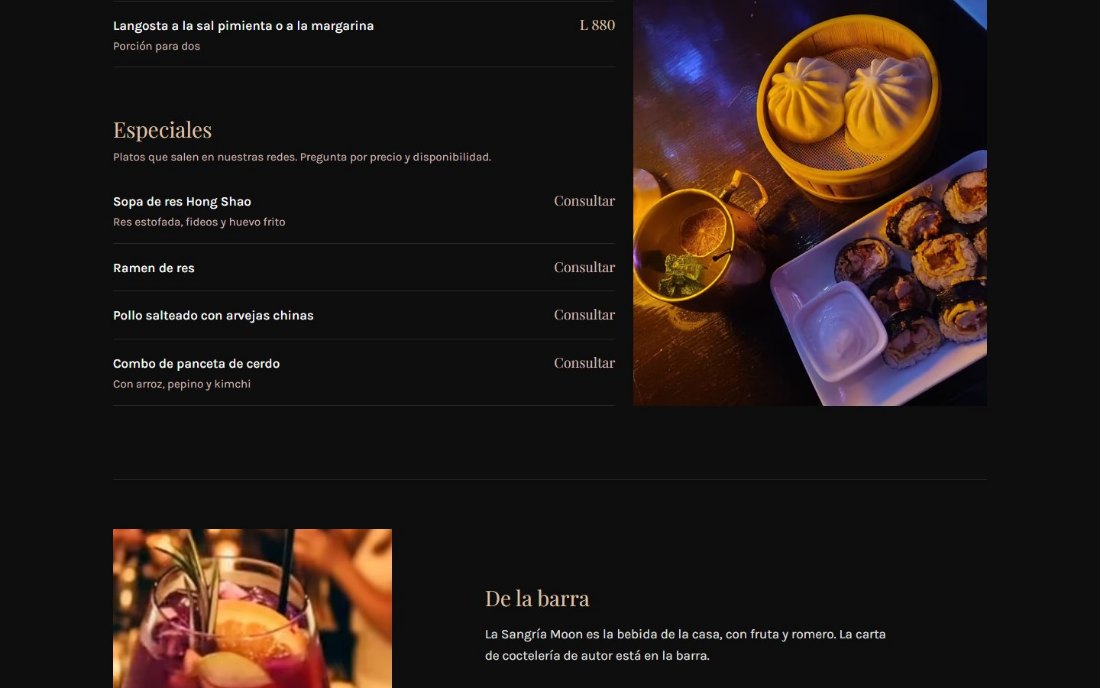 Langosta a la sal pimienta o a la margarina L 880
Porción para dos
Especiales
Platos que salen en nuestras redes. Pregunta por precio y disponibilidad.
Sopa de res Hong Shao Consultar
Res estofada, fideos y huevo frito
Ramen de res Consultar
Pollo salteado con arvejas chinas Consultar
Combo de panceta de cerdo Consultar
Con arroz, pepino y kimchi
De la barra
La Sangría Moon es la bebida de la casa, con fruta y romero. La carta
de coctelería de autor está en la barra.